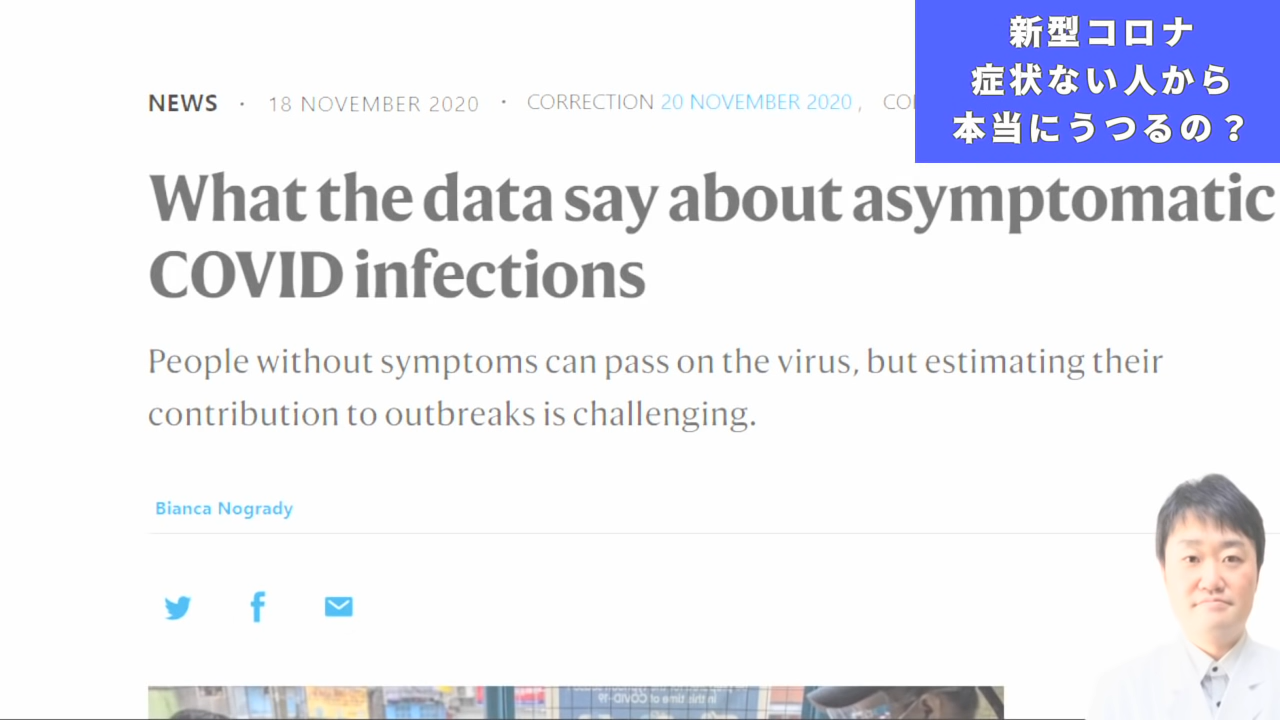 新型コロナ
症状ない人から
本当にうつるの？
NEWS · 18 NOVEMBER 2020 · CORRECTION 20 NOVEMBER 2020 ,
What the data say about asymptomatic
COVID infections
People without symptoms can pass on the virus, but estimating their
contribution to outbreaks is challenging.
Bianca Nogrady